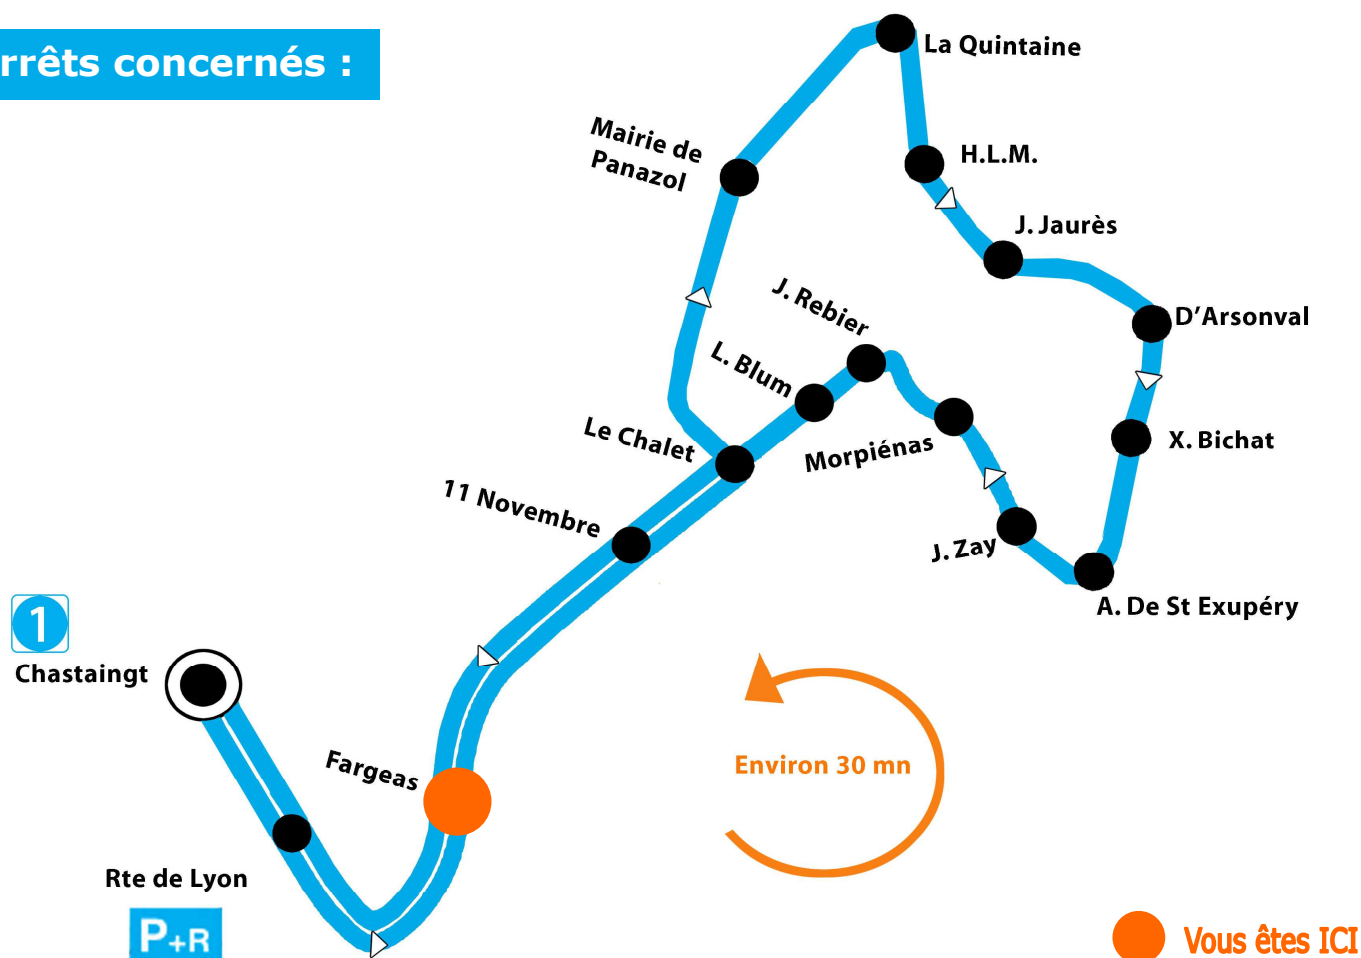 rrêts concernés :
La Quintaine
Mairie de
Panazol
H.L.M.
J. Jaurès
J. Rebier
D'Arsonval
L. Blum
Le Chalet
Morpiénas
X. Bichat
11 Novembre
J. Zay
A. De St Exupéry
1
Chastaingt
Fargeas
Environ 30 mn
Rte de Lyon
P+R
Vous êtes ICI